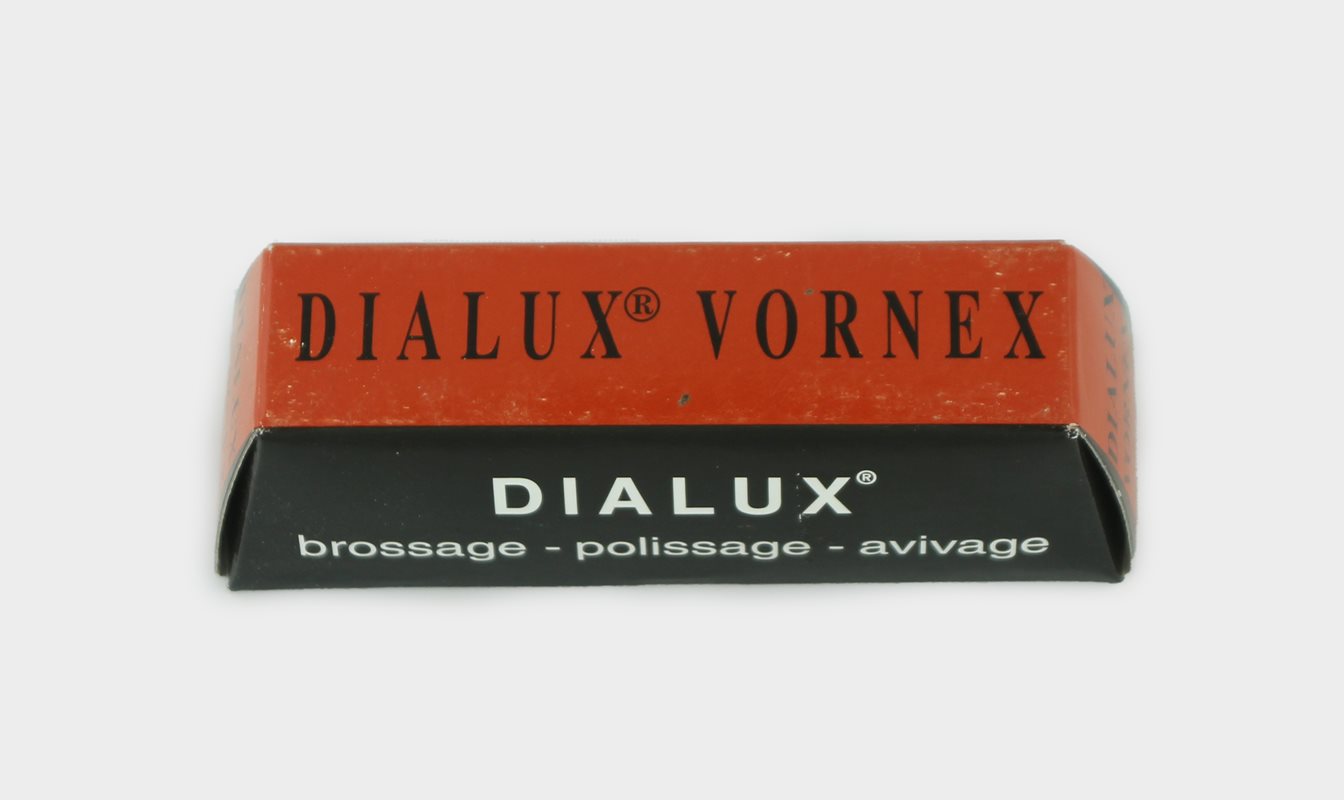 DIALUX® VORNEX
DIALUX®
brossage - polissage - avivage